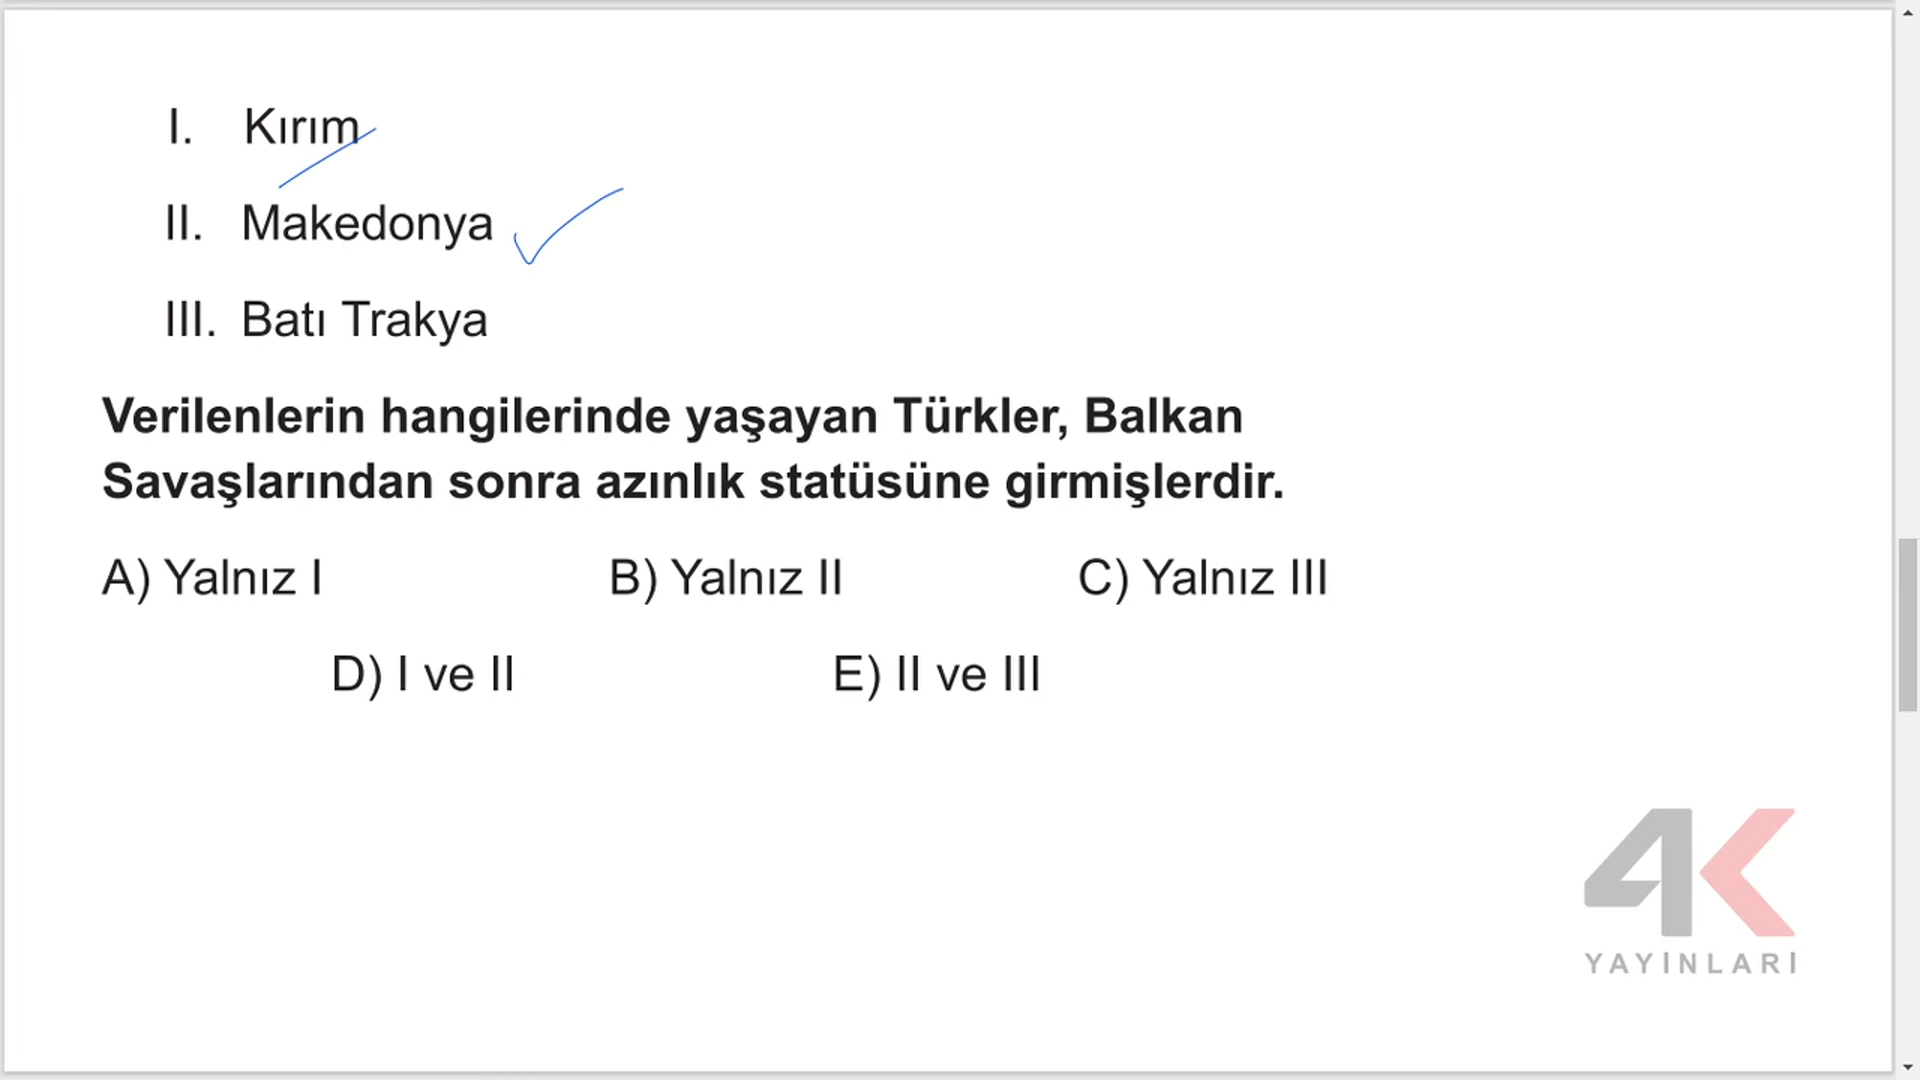 I. Kırım
II. Makedonya
III. Batı Trakya
Verilenlerin hangilerinde yaşayan Türkler, Balkan
Savaşlarından sonra azınlık statüsüne girmişlerdir.
A) Yalnız I B) Yalnız II C) Yalnız III
D) I ve II E) II ve III
4K
YAYINLARI